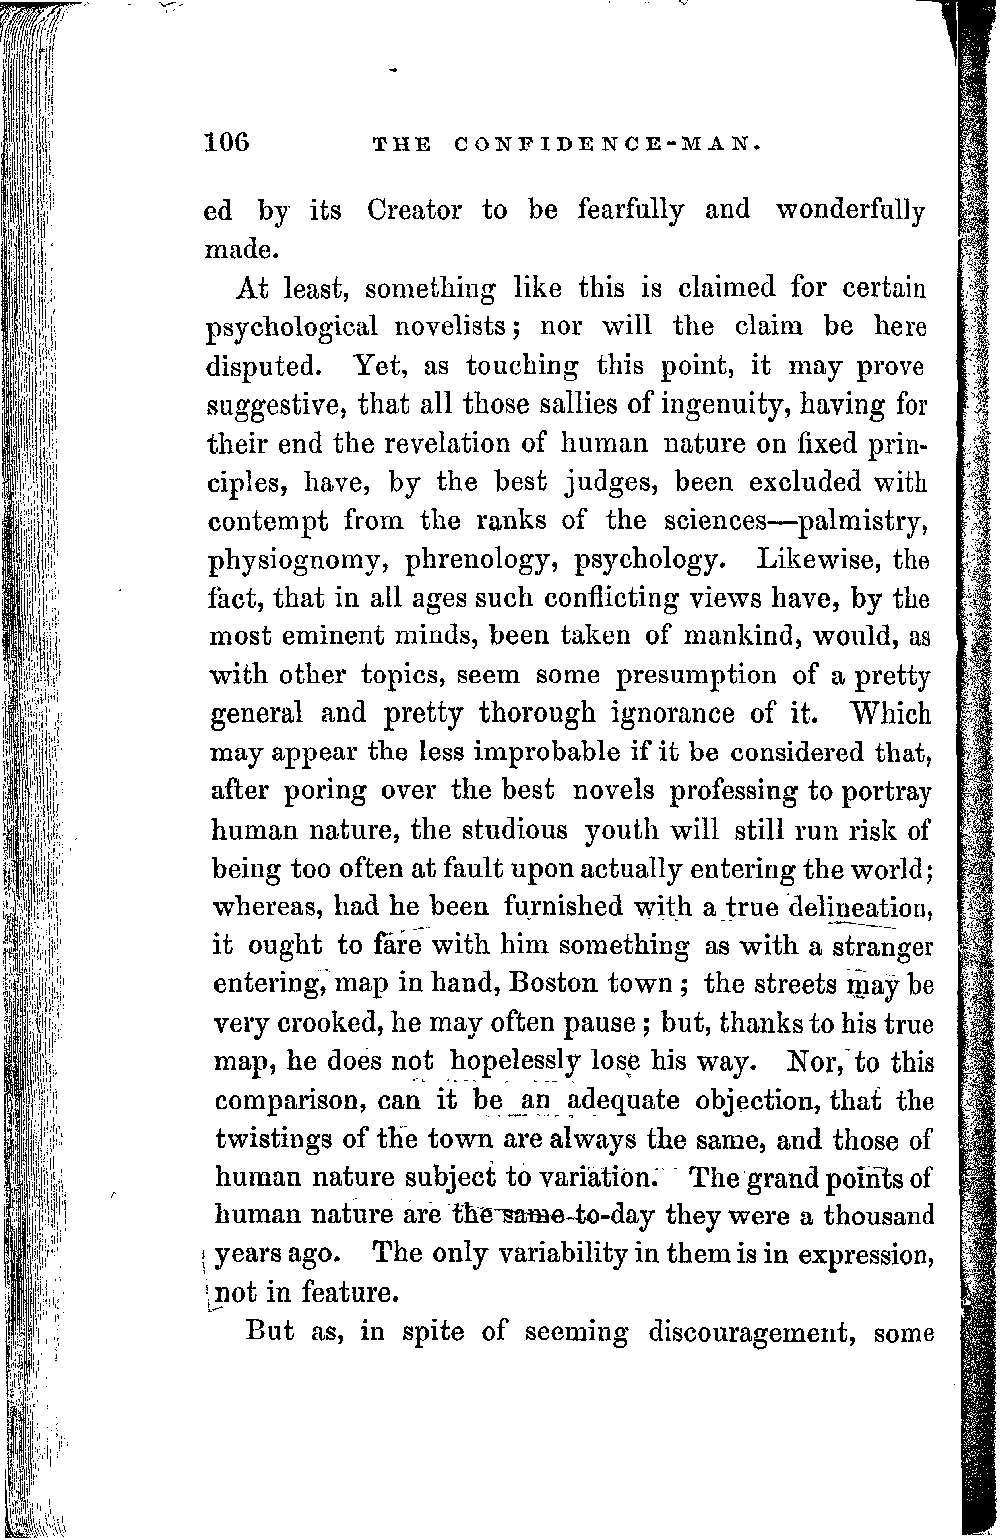 106 THE CONFIDENCE-MAN.
ed by its Creator to be fearfully and wonderfully
made.
At least, something like this is claimed for certain
psychological novelists; nor will the claim be here
disputed. Yet, as touching this point, it may prove
suggestive, that all those sallies of ingenuity, having for
their end the revelation of human nature on fixed prin-
ciples, have, by the best judges, been excluded with
contempt from the ranks of the sciences—palmistry,
physiognomy, phrenology, psychology. Likewise, the
fact, that in all ages such conflicting views have, by the
most eminent minds, been taken of mankind, would, as
with other topics, seem some presumption of a pretty
general and pretty thorough ignorance of it. Which
may appear the less improbable if it be considered that,
after poring over the best novels professing to portray
human nature, the studious youth will still run risk of
being too often at fault upon actually entering the world;
whereas, had he been furnished with a true delineation,
it ought to fare with him something as with a stranger
entering, map in hand, Boston town; the streets may be
very crooked, he may often pause; but, thanks to his true
map, he does not hopelessly lose his way. Nor, to this
comparison, can it be an adequate objection, that the
twistings of the town are always the same, and those of
human nature subject to variation. The grand points of
human nature are the same to-day they were a thousand
years ago. The only variability in them is in expression,
not in feature.
But as, in spite of seeming discouragement, some